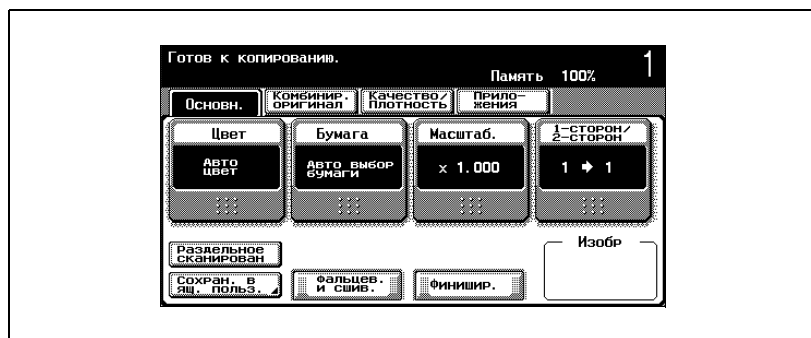 Готов к копированию.
Память 100%
1
Основн.
Комбинир.
оригинал
Качество/
Плотность
Прило-
жения
Цвет
Бумага
Масштаб.
1-СТОРОН/
2-СТОРОН
Авто
цвет
Авто выбор
бумаги
x 1.000
1 ➔ 1
Раздельное
сканирован
Изобр
Сохран. в
ящ. польз.
Фальцев.
и сшив.
Финишир.